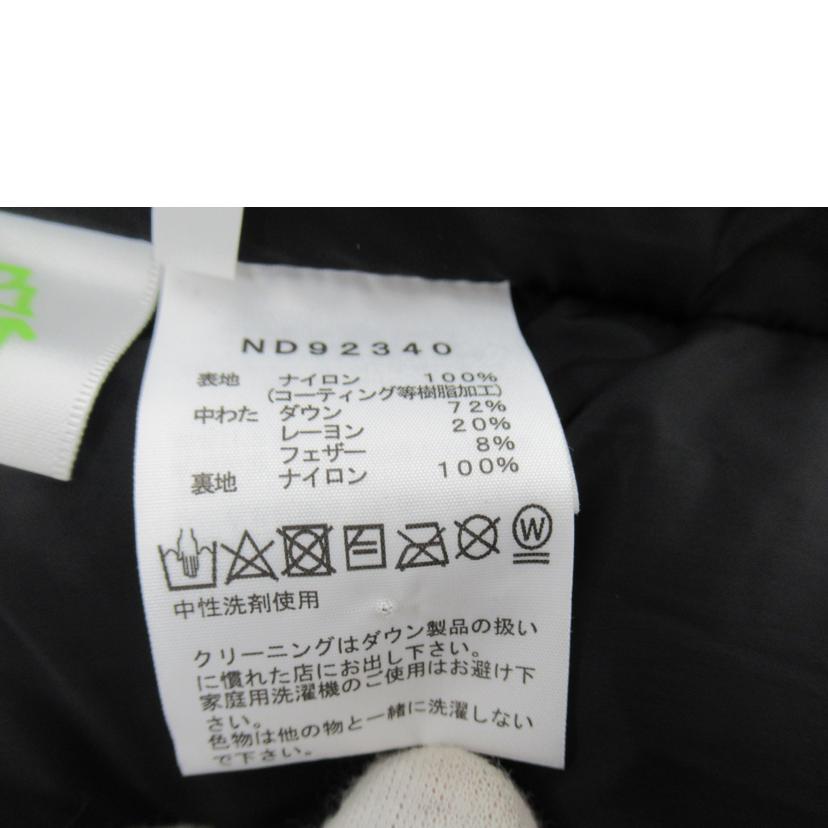 ND92340
表地 ナイロン 100%
(コーティング等樹脂加工)
中わた ダウン 72%
レーヨン 20%
フェザー 8%
裏地 ナイロン 100%
W
中性洗剤使用
クリーニングはダウン製品の扱い
に慣れた店にお出し下さい。
家庭用洗濯機のご使用はお避け下
さい。
色物は他の物と一緒に洗濯しない
で下さい。